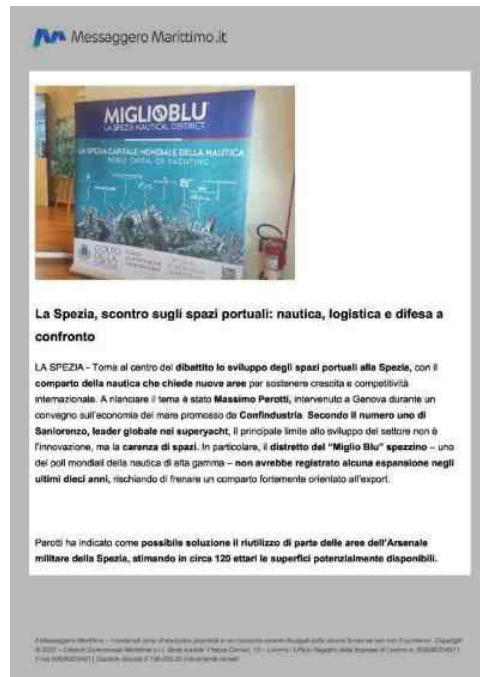 Messaggero Marittimo.it
MIGLIOBLU
LA SPEZIA NAUTICAL DISTRICT
LA SPEZIA CAPITALE MONDIALE DELLA NAUTICA
WORLD CAPITAL OF YACHTING
La Spezia, scontro sugli spazi portuali: nautica, logistica e difesa a
confronto
LA SPEZIA - Torna al centro del dibattito lo sviluppo degli spazi portuali alla Spezia, con il
comparto della nautica che chiede nuove aree per sostenere crescita e competitività
internazionale. A rilanciare il tema è stato Massimo Perotti, intervenuto a Genova durante un
convegno sull'economia del mare promosso da Confindustria. Secondo il numero uno di
Sanlorenzo, leader globale nei superyacht, il principale limite allo sviluppo del settore non è
l'innovazione, ma la carenza di spazi. In particolare, il distretto del "Miglio Blu" spezzino – uno
dei poli mondiali della nautica di alta gamma – non avrebbe registrato alcuna espansione negli
ultimi dieci anni, rischiando di frenare un comparto fortemente orientato all'export.
Perotti ha indicato come possibile soluzione il riutilizzo di parte delle aree dell'Arsenale
militare della Spezia, stimando in circa 120 ettari le superfici potenzialmente disponibili.